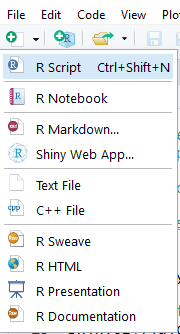 File Edit Code View Plo
R Script Ctrl+Shift+N
R Notebook
R Markdown...
Shiny Web App...
Text File
C++ File
R Sweave
R HTML
R Presentation
R Documentation